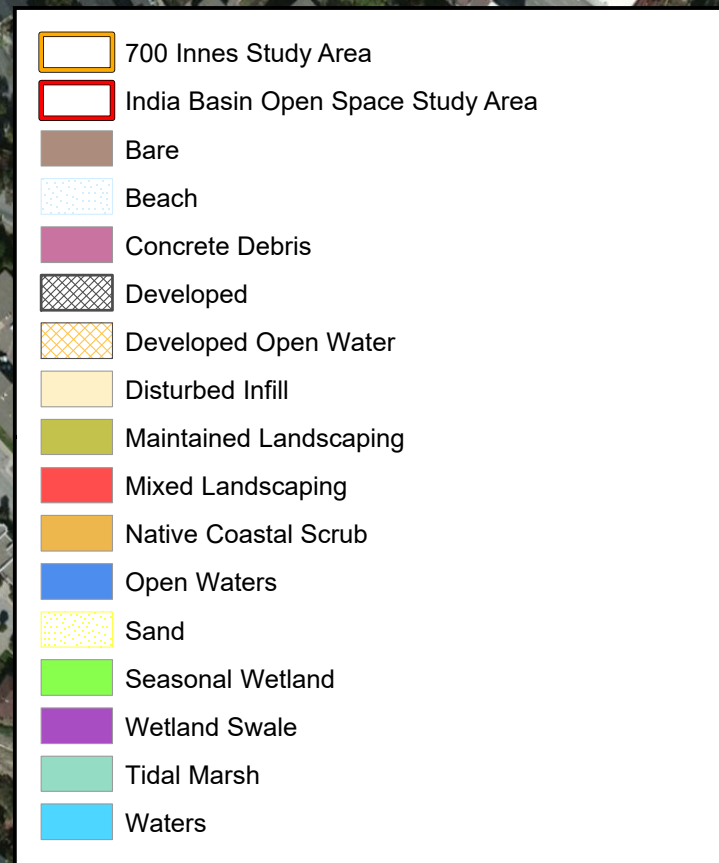 700 Innes Study Area
India Basin Open Space Study Area
Bare
Beach
Concrete Debris
Developed
Developed Open Water
Disturbed Infill
Maintained Landscaping
Mixed Landscaping
Native Coastal Scrub
Open Waters
Sand
Seasonal Wetland
Wetland Swale
Tidal Marsh
Waters